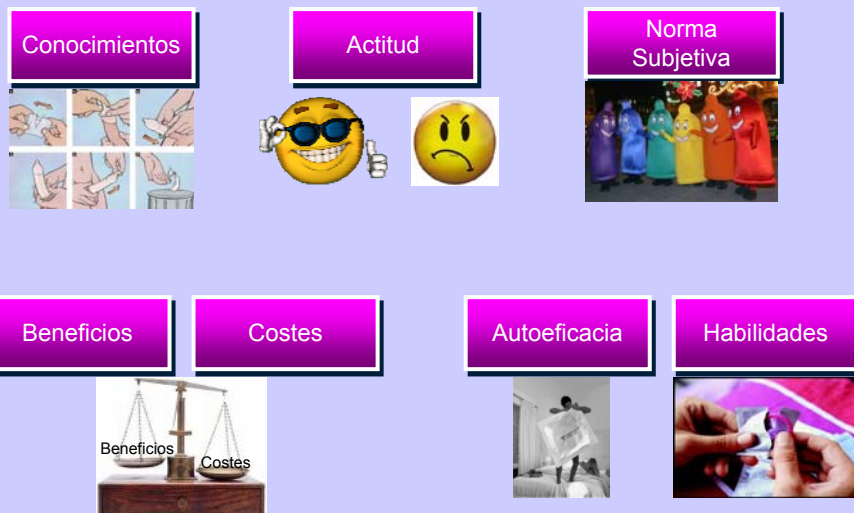 Conocimientos
Actitud
Norma
Subjetiva
Beneficios
Costes
Autoeficacia
Habilidades
Beneficios
Costes